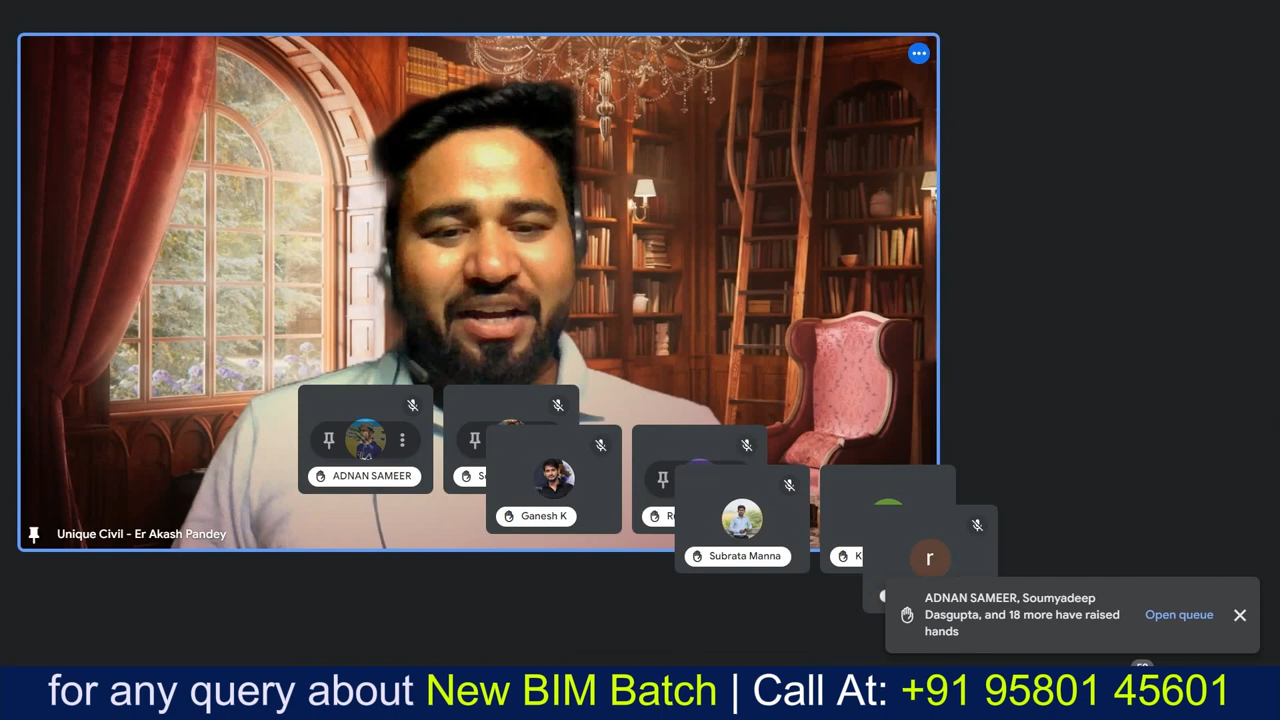 ADNAN SAMEER
Ganesh K
Subrata Manna
K
r
Unique Civil - Er Akash Pandey
ADNAN SAMEER, Soumyadeep
Dasgupta, and 18 more have raised
hands
Open queue
for any query about New BIM Batch | Call At: +91 95801 45601